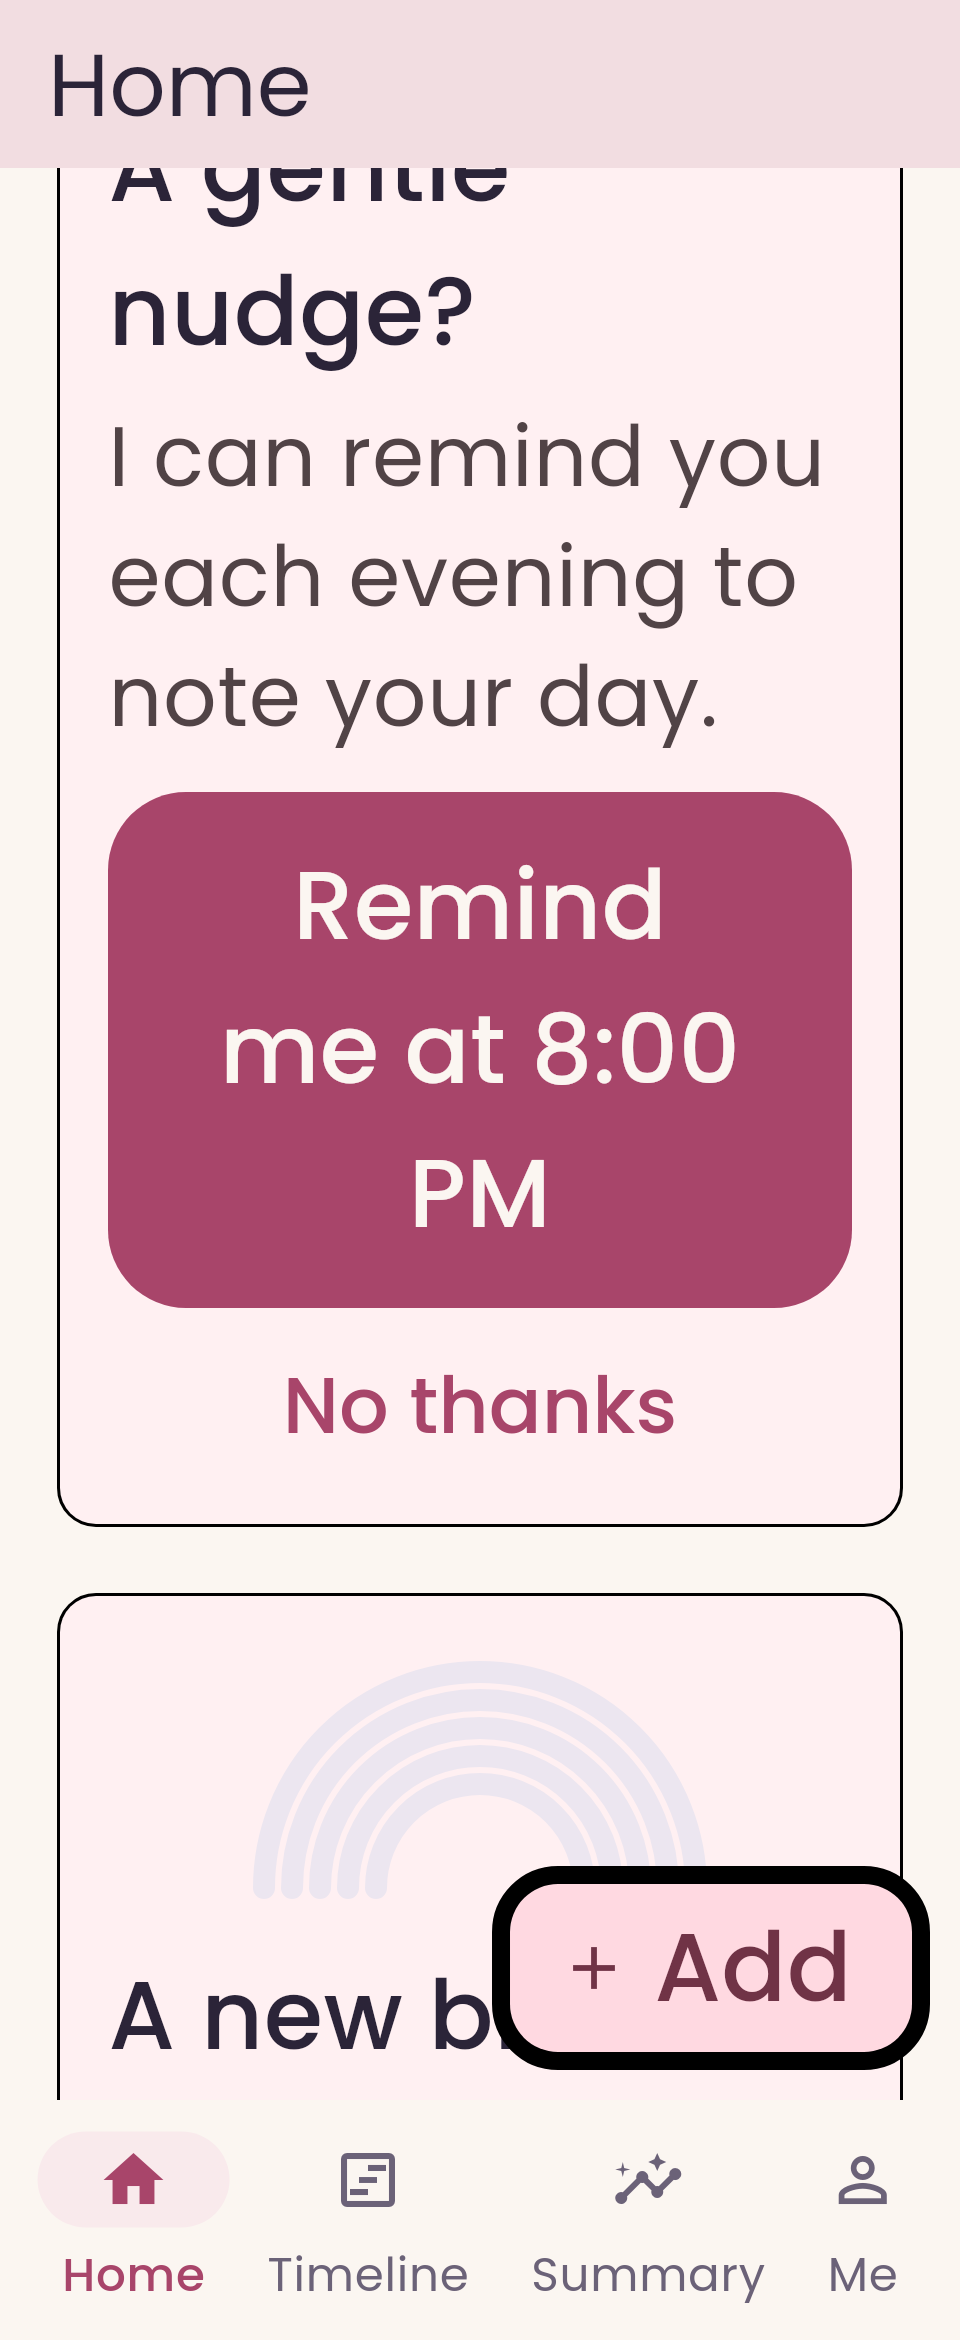 Home
A gentle
nudge?
I can remind you
each evening to
note your day.
Remind
me at 8:00
PM
No thanks
A new
+ Add
Home
Timeline
Summary
Me